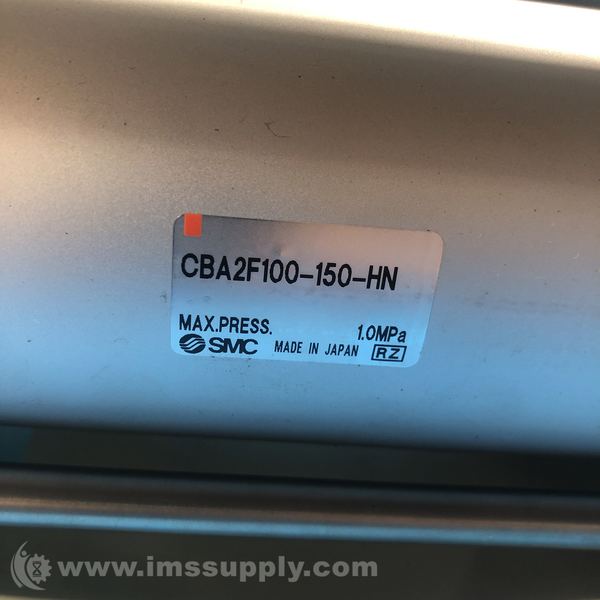 CBA2F100-150-HN
MAX.PRESS. 1.0MPa
SMC MADE IN JAPAN RZ
www.imssupply.com